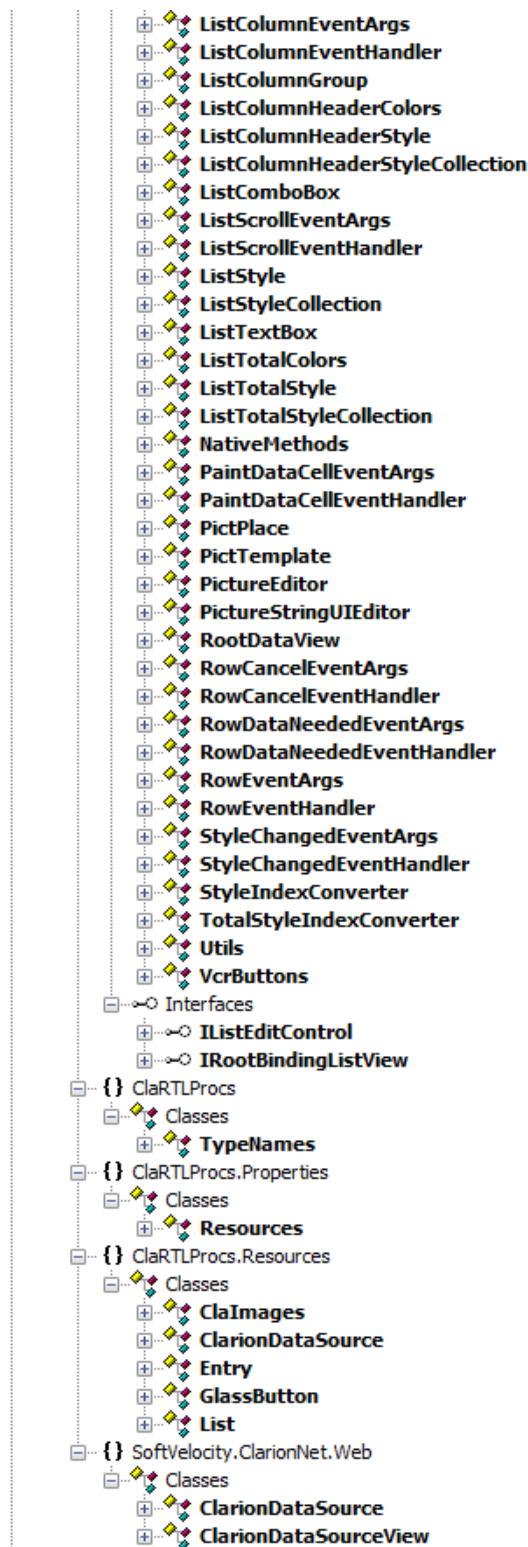 ListColumnEventArgs
ListColumnEventHandler
ListColumnGroup
ListColumnHeaderColors
ListColumnHeaderStyle
ListColumnHeaderStyleCollection
ListComboBox
ListScrollEventArgs
ListScrollEventHandler
ListStyle
ListStyleCollection
ListTextBox
ListTotalColors
ListTotalStyle
ListTotalStyleCollection
NativeMethods
PaintDataCellEventArgs
PaintDataCellEventHandler
PictPlace
PictTemplate
PictureEditor
PictureStringUIEditor
RootDataView
RowCancelEventArgs
RowCancelEventHandler
RowDataNeededEventArgs
RowDataNeededEventHandler
RowEventArgs
RowEventHandler
StyleChangedEventArgs
StyleChangedEventHandler
StyleIndexConverter
TotalStyleIndexConverter
Utils
VcrButtons
Interfaces
IListEditControl
IRootBindingListView
{} ClaRTLProcs
Classes
TypeNames
{} ClaRTLProcs.Properties
Classes
Resources
{} ClaRTLProcs.Resources
Classes
ClaImages
ClarionDataSource
Entry
GlassButton
List
{} SoftVelocity.ClarionNet.Web
Classes
ClarionDataSource
ClarionDataSourceView